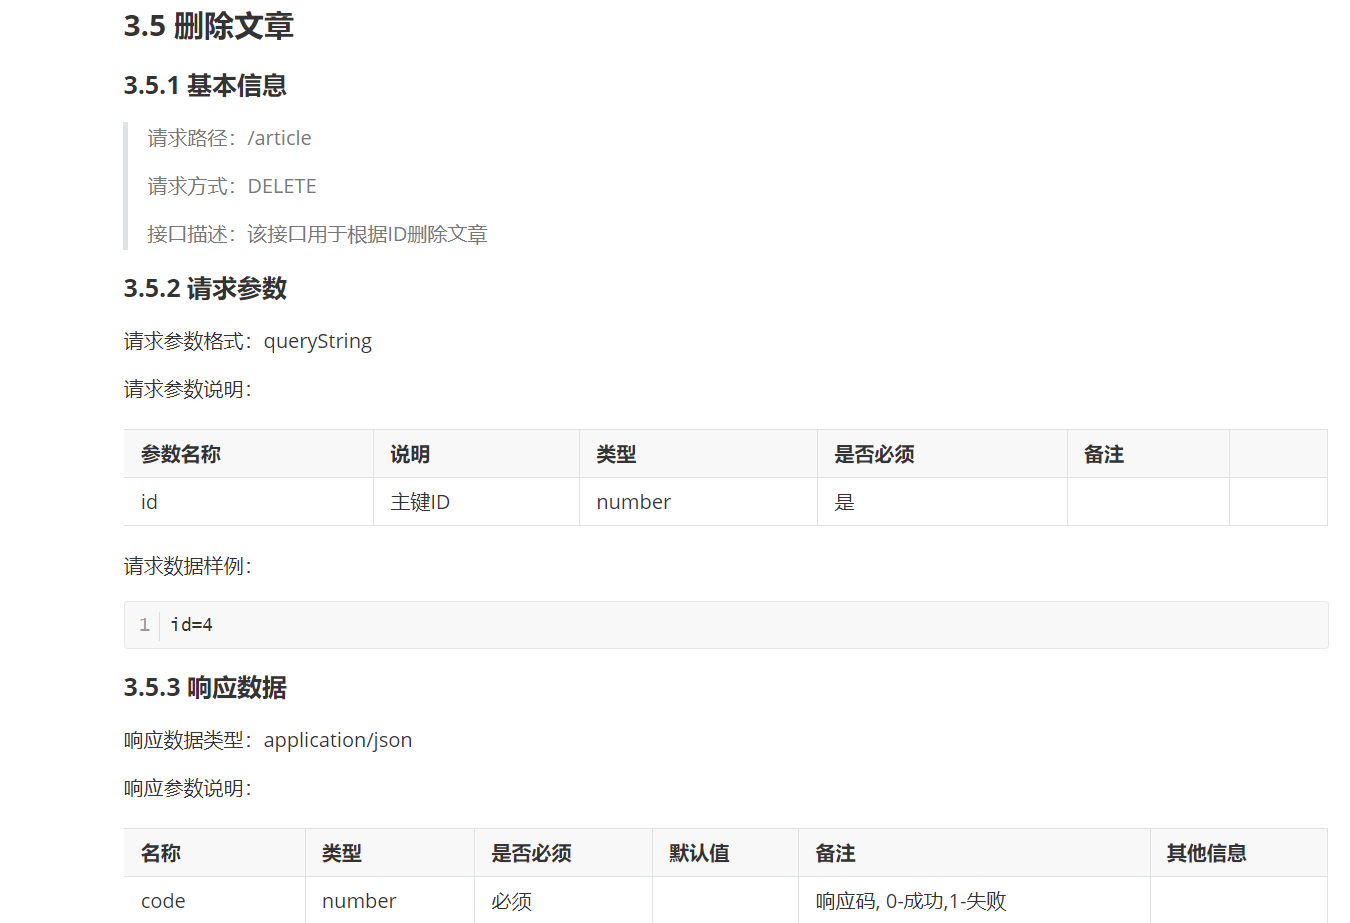 3.5 删除文章
3.5.1 基本信息
请求路径：/article
请求方式：DELETE
接口描述：该接口用于根据ID删除文章
3.5.2 请求参数
请求参数格式：queryString
请求参数说明：
参数名称 说明 类型 是否必须 备注
id 主键ID number 是
请求数据样例：
1 id=4
3.5.3 响应数据
响应数据类型：application/json
响应参数说明：
名称 类型 是否必须 默认值 备注 其他信息
code number 必须 响应码, 0-成功,1-失败